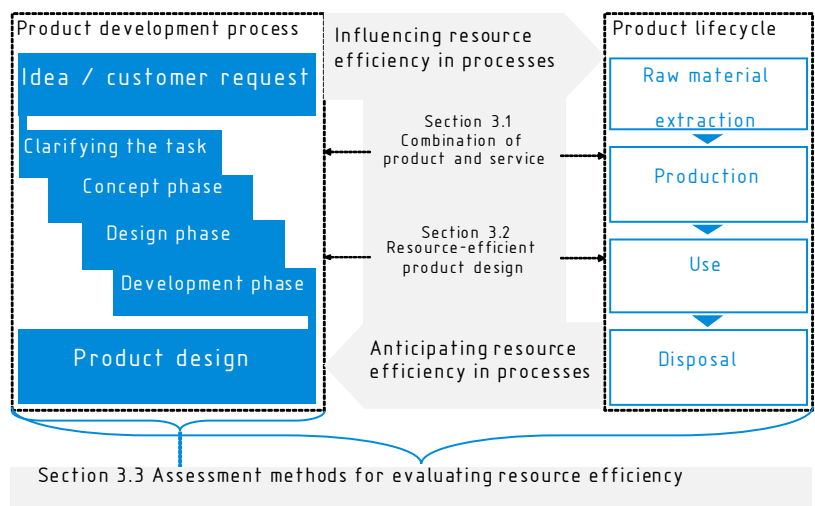 Product development process
Idea / customer request
Clarifying the task
Concept phase
Design phase
Development phase
Product design
Influencing resource
efficiency in processes
Section 3.1
Combination of
product and service
Section 3.2
Resource-efficient
product design
Anticipating resource
efficiency in processes
Product lifecycle
Raw material
extraction
Production
Use
Disposal
Section 3.3 Assessment methods for evaluating resource efficiency